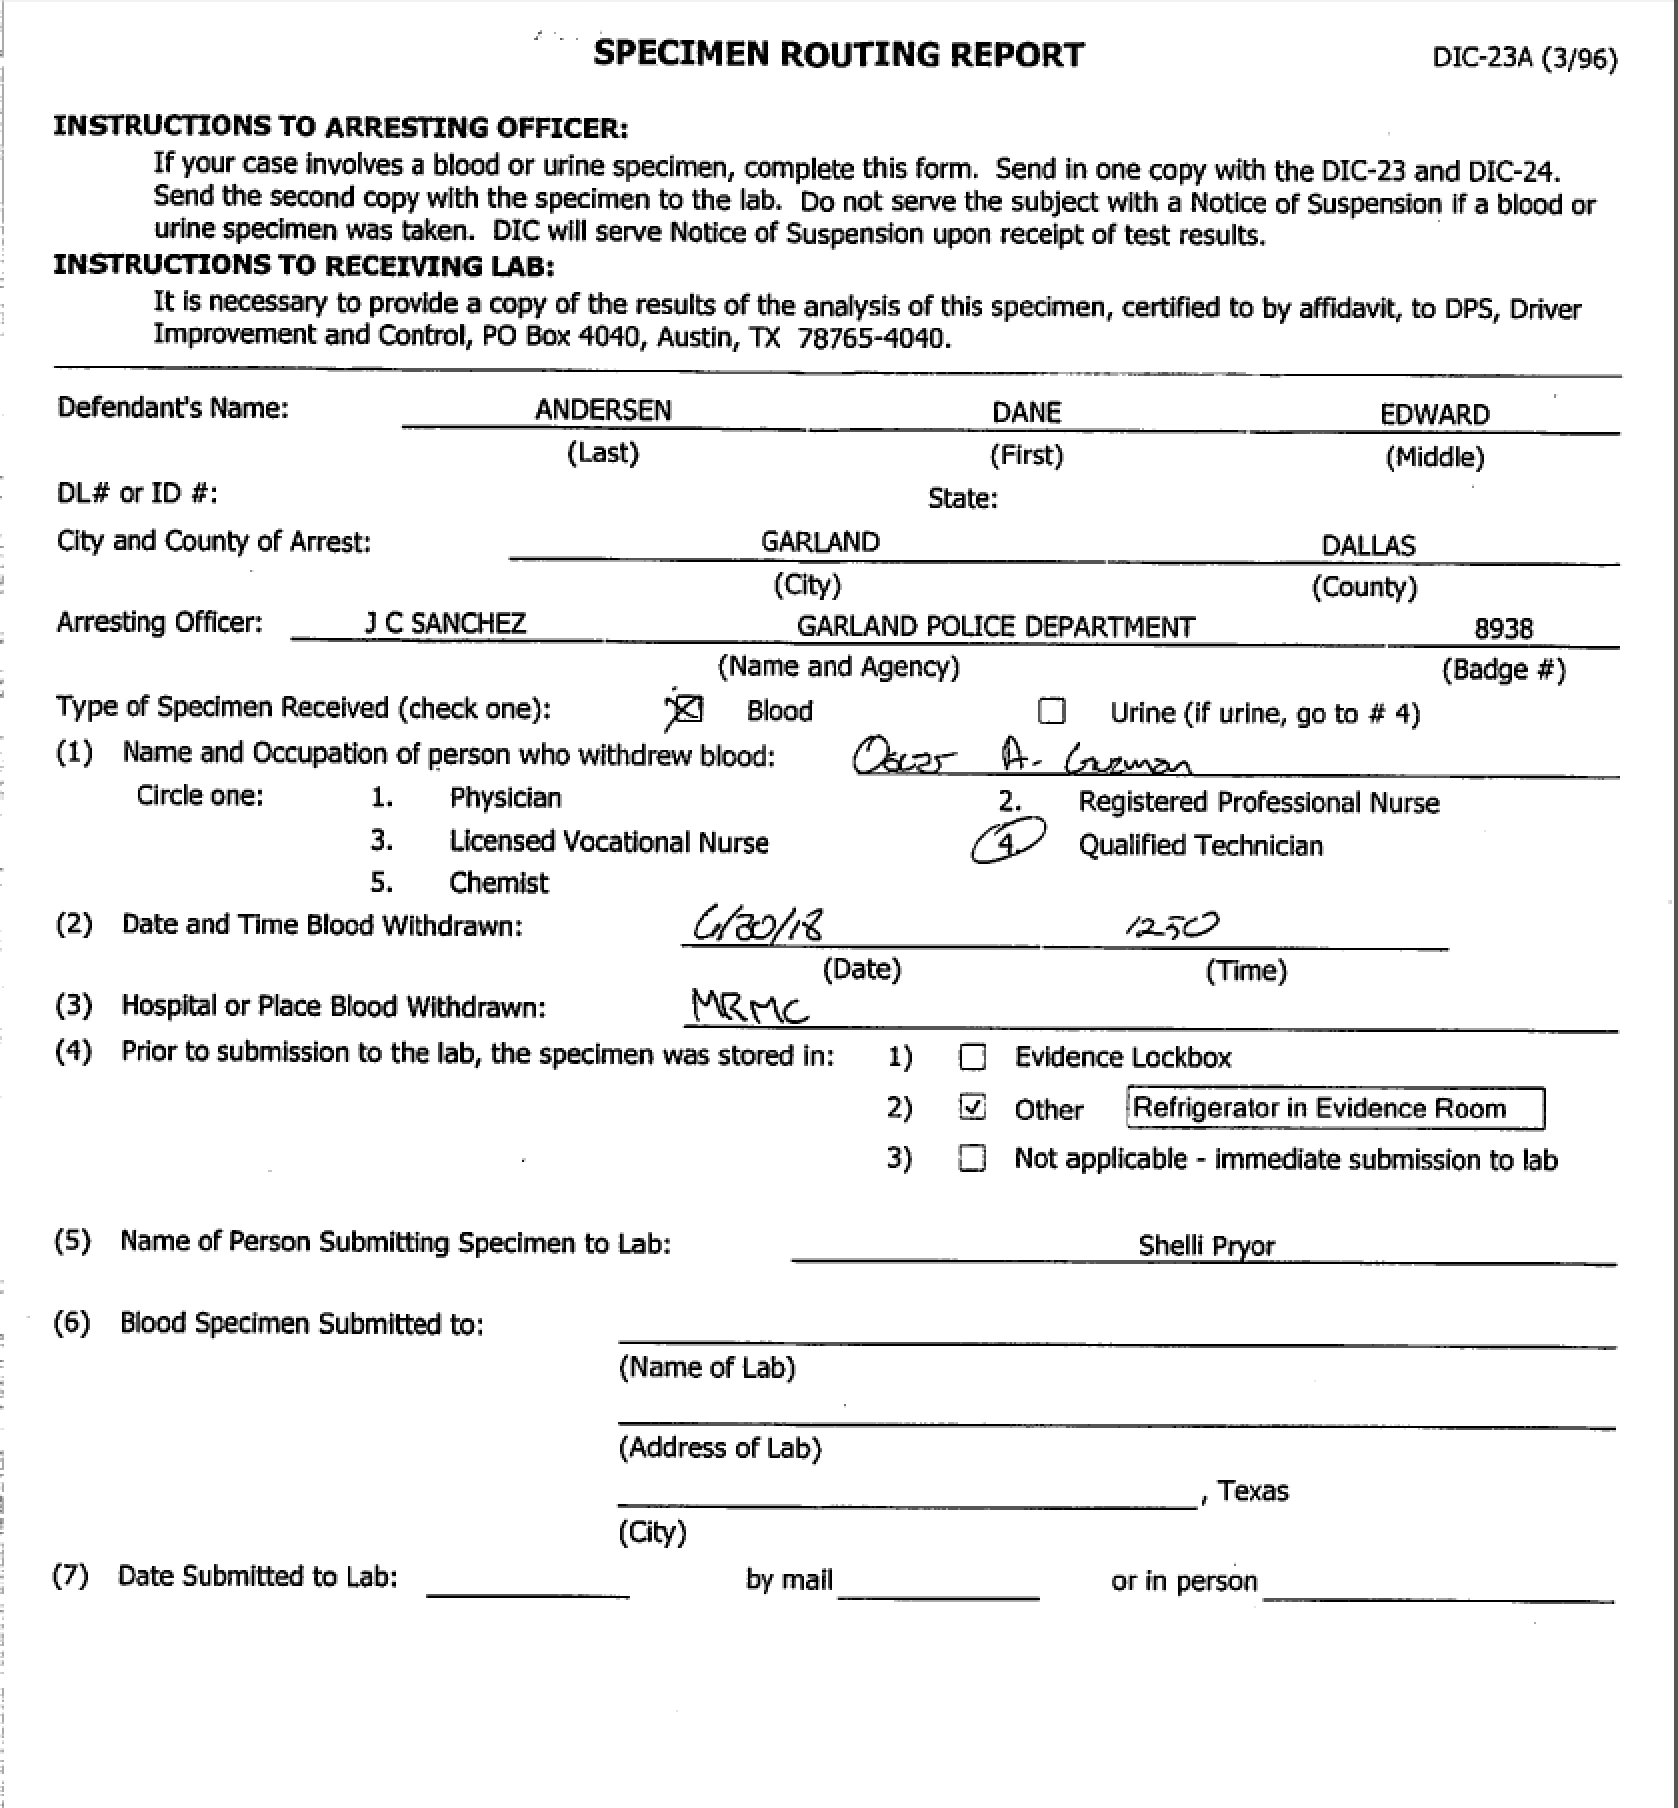 SPECIMEN ROUTING REPORT
DIC-23A (3/96)
INSTRUCTIONS TO ARRESTING OFFICER:
If your case involves a blood or urine specimen, complete this form. Send in one copy with the DIC-23 and DIC-24.
Send the second copy with the specimen to the lab. Do not serve the subject with a Notice of Suspension if a blood or
urine specimen was taken. DIC will serve Notice of Suspension upon receipt of test results.
INSTRUCTIONS TO RECEIVING LAB:
It is necessary to provide a copy of the results of the analysis of this specimen, certified to by affidavit, to DPS, Driver
Improvement and Control, PO Box 4040, Austin, TX 78765-4040.
Defendant's Name: ANDERSEN DANE EDWARD
(Last) (First) (Middle)
DL# or ID #: State:
City and County of Arrest: GARLAND DALLAS
(City) (County)
Arresting Officer: J C SANCHEZ GARLAND POLICE DEPARTMENT 8938
(Name and Agency) (Badge #)
Type of Specimen Received (check one): Blood Urine (if urine, go to # 4)
(1) Name and Occupation of person who withdrew blood: Oscar A. Guzman
Circle one: 1. Physician 2. Registered Professional Nurse
3. Licensed Vocational Nurse 4. Qualified Technician
5. Chemist
(2) Date and Time Blood Withdrawn: 6/30/18 1250
(Date) (Time)
(3) Hospital or Place Blood Withdrawn: MRMC
(4) Prior to submission to the lab, the specimen was stored in: 1) Evidence Lockbox
2) Other Refrigerator in Evidence Room
3) Not applicable - immediate submission to lab
(5) Name of Person Submitting Specimen to Lab: Shelli Pryor
(6) Blood Specimen Submitted to:
(Name of Lab)
(Address of Lab)
, Texas
(City)
(7) Date Submitted to Lab: by mail or in person